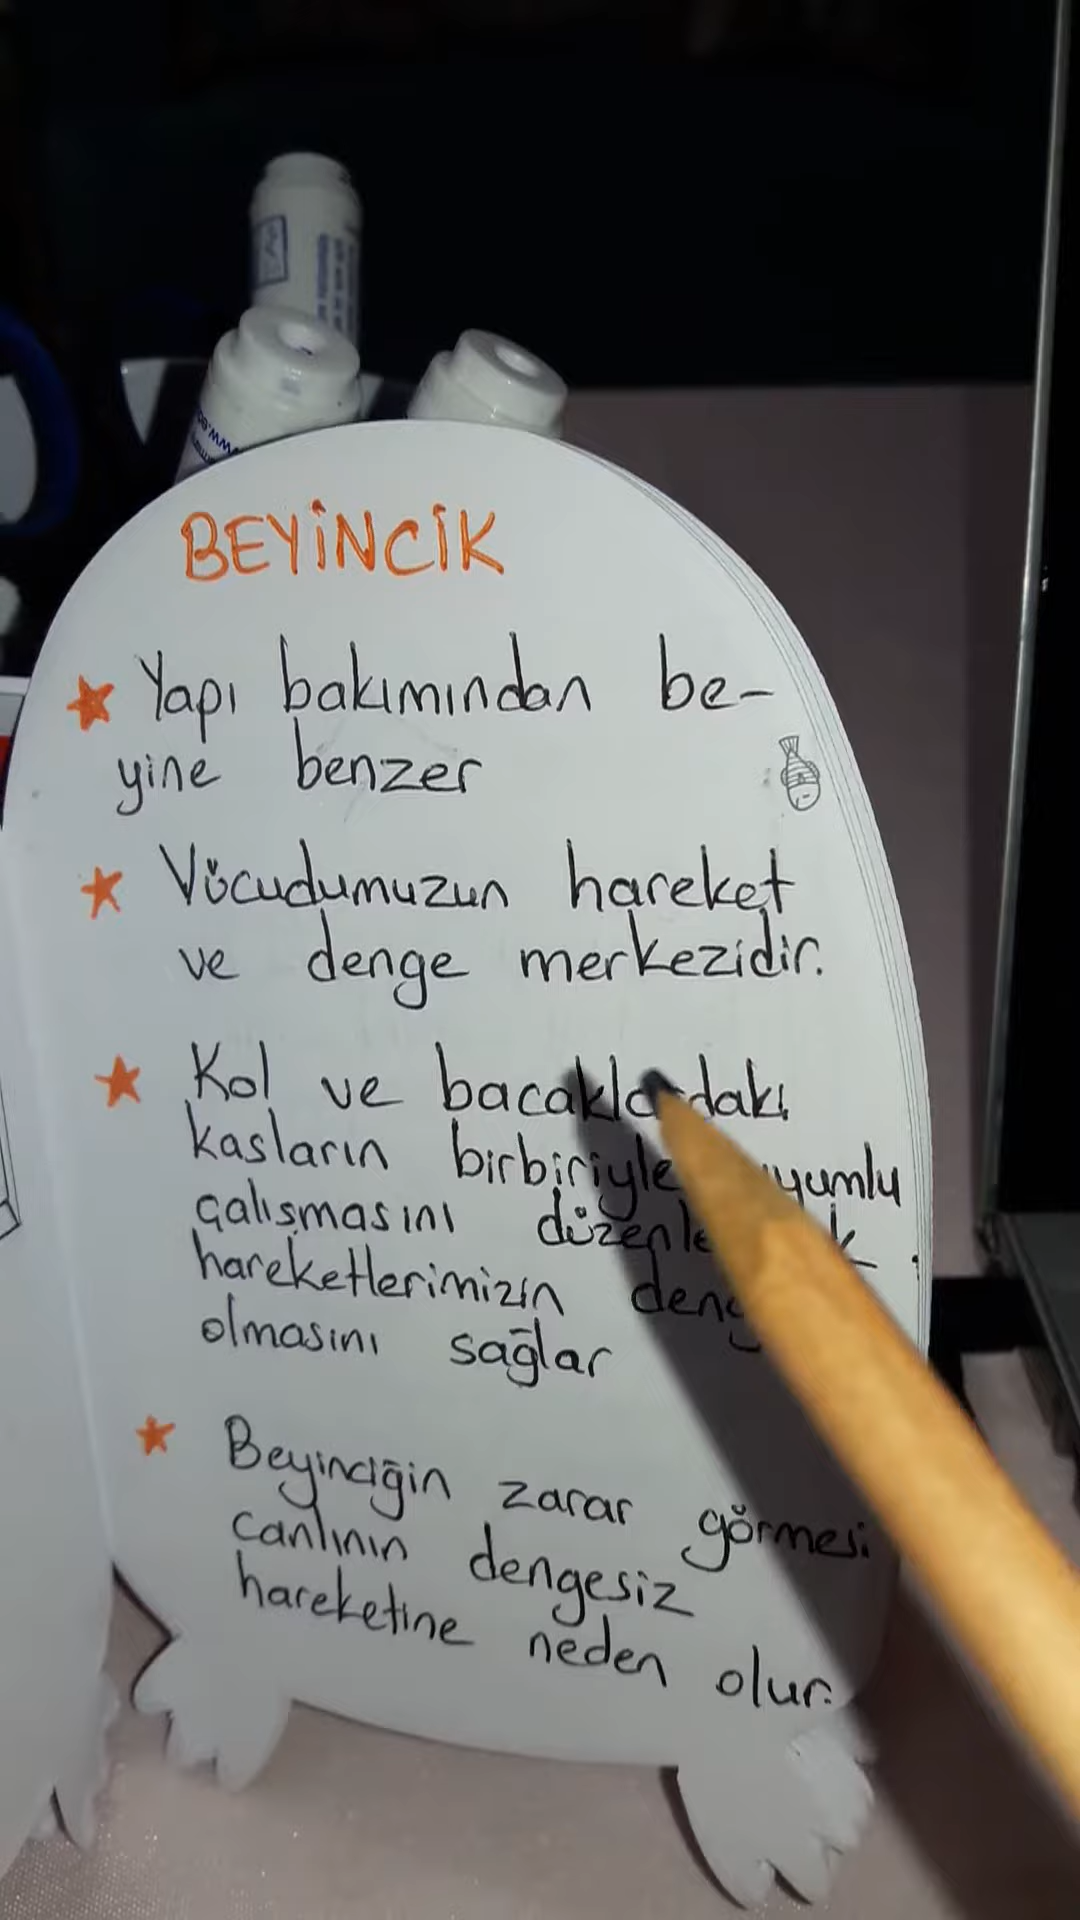 BEYİNCİK
Yapı bakımından be-
yine benzer
Vücudumuzun hareket
ve denge merkezidir.
Kol ve
kasların birbiriyle
çalışmasını
hareketlerimizin
olmasını sağlar
Beyinciğin zarar görmesi
canlının dengesiz
hareketine neden olur.